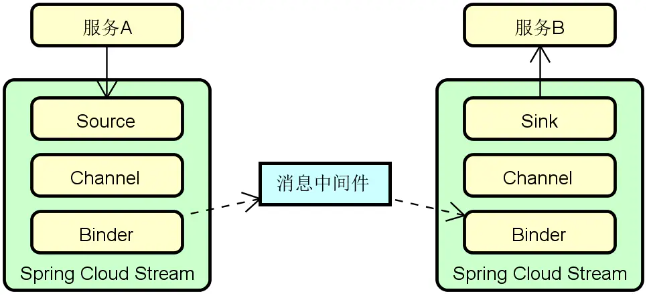 服务A
服务B
Source
Channel
Binder
Spring Cloud Stream
消息中间件
Sink
Channel
Binder
Spring Cloud Stream